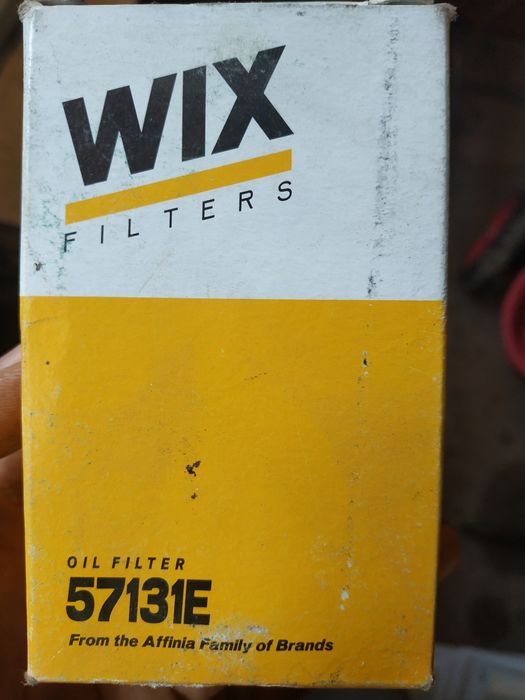 WIX
FILTERS
OIL FILTER
57131E
From the Affinia Family of Brands